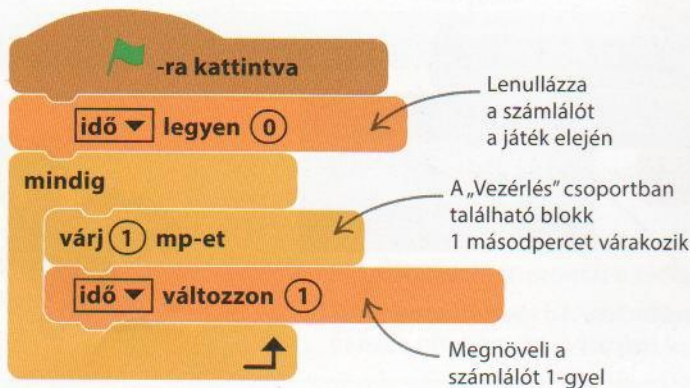 -ra kattintva
idő legyen 0
mindig
várj 1 mp-et
idő változzon 1
Lenullázza
a számlálót
a játék elején
A „Vezérlés” csoportban
található blokk
1 másodpercet várakozik
Megnöveli a
számlálót 1-gyel